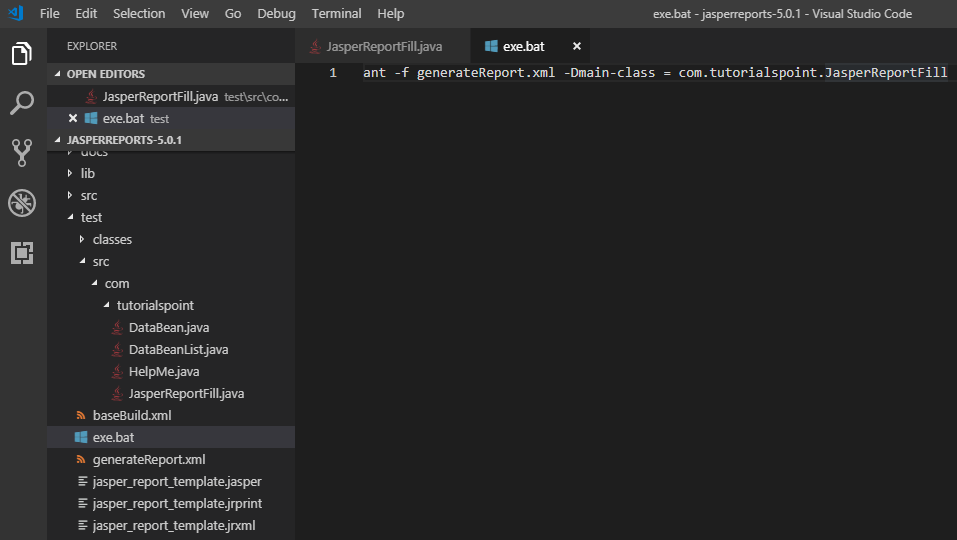 File Edit Selection View Go Debug Terminal Help exe.bat - jasperreports-5.0.1 - Visual Studio Code
EXPLORER
JasperReportFill.java exe.bat ×
OPEN EDITORS
JasperReportFill.java test\src\co...
× exe.bat test
JASPERREPORTS-5.0.1
docs
lib
src
test
classes
src
com
tutorialspoint
DataBean.java
DataBeanList.java
HelpMe.java
JasperReportFill.java
baseBuild.xml
exe.bat
generateReport.xml
jasper_report_template.jasper
jasper_report_template.jrprint
jasper_report_template.jrxml
1 ant -f generateReport.xml -Dmain-class = com.tutorialspoint.JasperReportFill